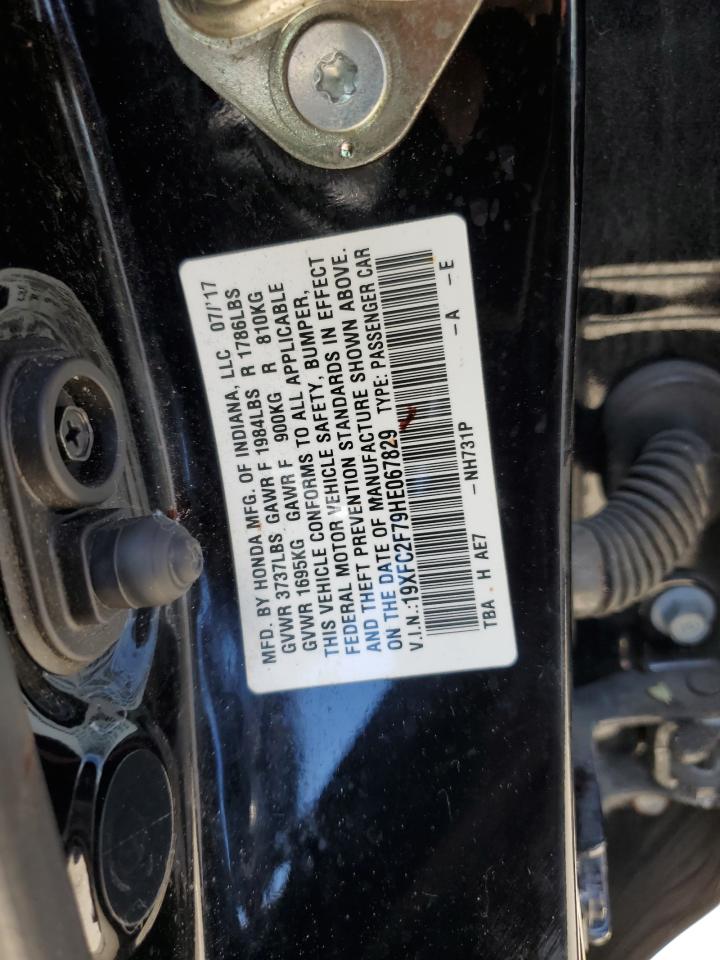 MFD. BY HONDA MFG. OF INDIANA, LLC 07/17
GVWR 3737LBS GAWR F 1984LBS R 1786LBS
GVWR 1695KG GAWR F 900KG R 810KG
THIS VEHICLE CONFORMS TO ALL APPLICABLE
FEDERAL MOTOR VEHICLE SAFETY, BUMPER,
AND THEFT PREVENTION STANDARDS IN EFFECT
ON THE DATE OF MANUFACTURE SHOWN ABOVE.
V.I.N.:19XFC2F79HE067829 TYPE: PASSENGER CAR
TBA H AE7 -NH731P -A -E